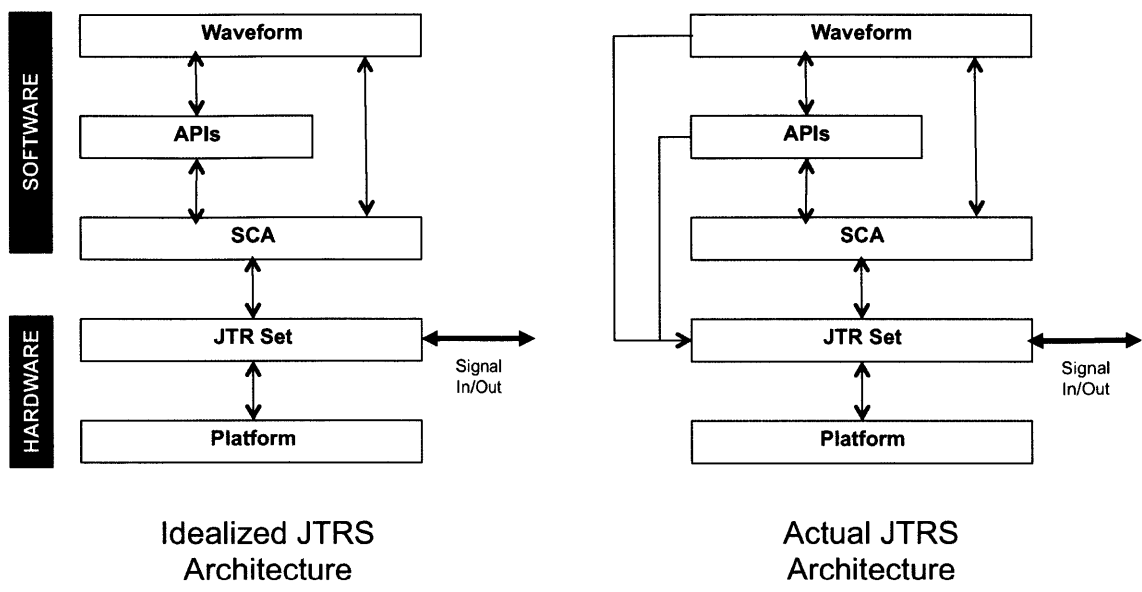 SOFTWARE
HARDWARE
Waveform
APIs
SCA
JTR Set
Signal
In/Out
Platform
Idealized JTRS
Architecture
Waveform
APIs
SCA
JTR Set
Signal
In/Out
Platform
Actual JTRS
Architecture